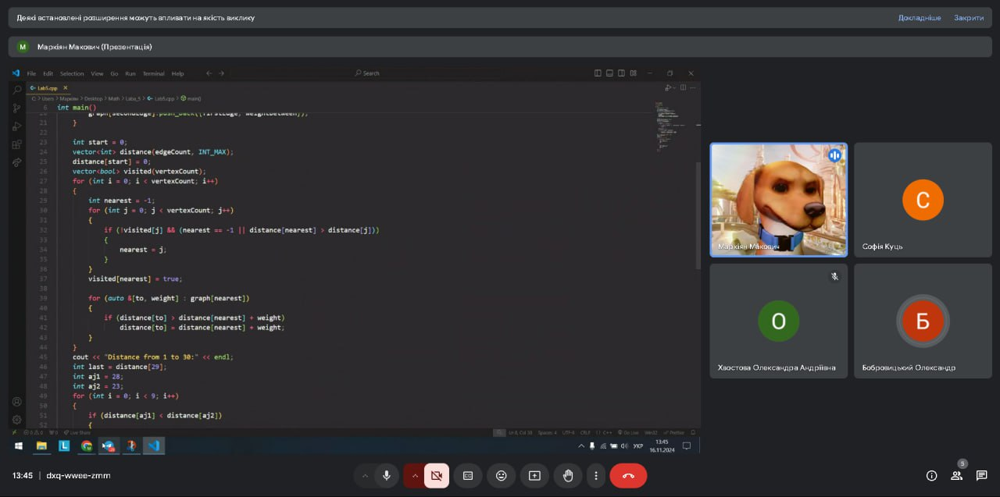 Деякі встановлені розширення можуть впливати на якість виклику
Докладніше Закрити
М Маркіян Макович (Презентація)
File Edit Selection View Go Run Terminal Help Search
Lab5.cpp
C: > Users > Маркіян > Desktop > Math > Laba_5 > Lab5.cpp > main()
6 int main()
20 graph[secondEdge].push_back({firstEdge, weightBetween});
21 }
22
23 int start = 0;
24 vector<int> distance(edgeCount, INT_MAX);
25 distance[start] = 0;
26 vector<bool> visited(vertexCount);
27 for (int i = 0; i < vertexCount; i++)
28 {
29 int nearest = -1;
30 for (int j = 0; j < vertexCount; j++)
31 {
32 if (!visited[j] && (nearest == -1 || distance[nearest] > distance[j]))
33 {
34 nearest = j;
35 }
36 }
37 visited[nearest] = true;
38
39 for (auto &[to, weight] : graph[nearest])
40 {
41 if (distance[to] > distance[nearest] + weight)
42 distance[to] = distance[nearest] + weight;
43 }
44 }
45 cout << "Distance from 1 to 30:" << endl;
46 int last = distance[29];
47 int aj1 = 28;
48 int aj2 = 23;
49 for (int i = 0; i < 9; i++)
50 {
51 if (distance[aj1] < distance[aj2])
52 {
0 0 0 Live Share Ln 8, Col 38 Spaces: 4 UTF-8 CRLF {} C++ Go Live Win32 Prettier
L
УКР
13:45
16.11.2024
Маркіян Макович
С
Софія Куць
О
Хвостова Олександра Андріївна
Б
Бобровицький Олександр
13:45 | dxq-wwee-zmm
5